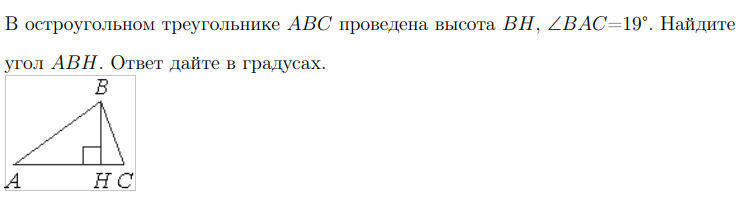 В остроугольном треугольнике ABC проведена высота BH, ∠BAC=19°. Найдите
угол ABH. Ответ дайте в градусах.
B
A H C